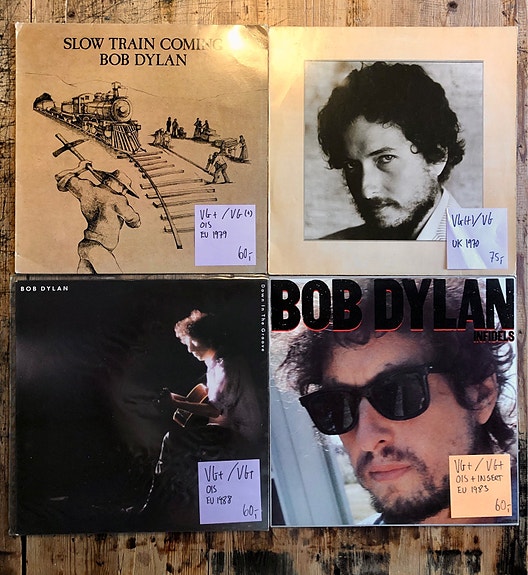 SLOW TRAIN COMING
BOB DYLAN
VG+ / VG(+)
OIS
EU 1979
60,-
VG(+)/VG
UK 1970
75,-
BOB DYLAN
Down In The Groove
VG+ / VG+
OIS
EU 1988
60,-
BOB DYLAN
INFIDELS
VG+ / VG+
OIS + INSERT
EU 1983
60,-